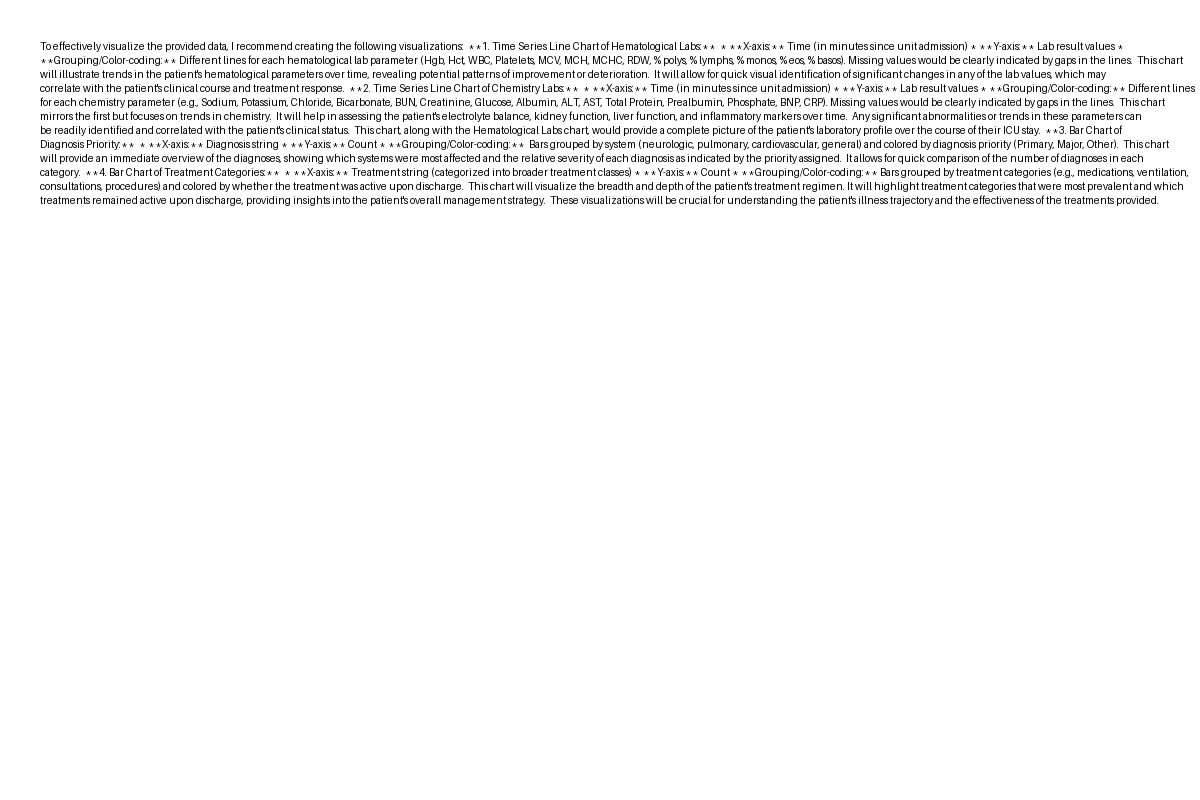 To effectively visualize the provided data, I recommend creating the following visualizations:  **1. Time Series Line Chart of Hematological Labs:**  * **X-axis:** Time (in minutes since unit admission) * **Y-axis:** Lab result values *
**Grouping/Color-coding:** Different lines for each hematological lab parameter (Hgb, Hct, WBC, Platelets, MCV, MCH, MCHC, RDW, % polys, % lymphs, % monos, % eos, % basos). Missing values would be clearly indicated by gaps in the lines.  This chart
will illustrate trends in the patient's hematological parameters over time, revealing potential patterns of improvement or deterioration.  It will allow for quick visual identification of significant changes in any of the lab values, which may
correlate with the patient's clinical course and treatment response.  **2. Time Series Line Chart of Chemistry Labs:**  * **X-axis:** Time (in minutes since unit admission) * **Y-axis:** Lab result values * **Grouping/Color-coding:** Different lines
for each chemistry parameter (e.g., Sodium, Potassium, Chloride, Bicarbonate, BUN, Creatinine, Glucose, Albumin, ALT, AST, Total Protein, Prealbumin, Phosphate, BNP, CRP). Missing values would be clearly indicated by gaps in the lines.  This chart
mirrors the first but focuses on trends in chemistry.  It will help in assessing the patient's electrolyte balance, kidney function, liver function, and inflammatory markers over time.  Any significant abnormalities or trends in these parameters can
be readily identified and correlated with the patient's clinical status.  This chart, along with the Hematological Labs chart, would provide a complete picture of the patient's laboratory profile over the course of their ICU stay.  **3. Bar Chart of
Diagnosis Priority:**  * **X-axis:** Diagnosis string * **Y-axis:** Count * **Grouping/Color-coding:**  Bars grouped by system (neurologic, pulmonary, cardiovascular, general) and colored by diagnosis priority (Primary, Major, Other).  This chart
will provide an immediate overview of the diagnoses, showing which systems were most affected and the relative severity of each diagnosis as indicated by the priority assigned.  It allows for quick comparison of the number of diagnoses in each
category.  **4. Bar Chart of Treatment Categories:**  * **X-axis:** Treatment string (categorized into broader treatment classes) * **Y-axis:** Count * **Grouping/Color-coding:** Bars grouped by treatment categories (e.g., medications, ventilation,
consultations, procedures) and colored by whether the treatment was active upon discharge.  This chart will visualize the breadth and depth of the patient's treatment regimen. It will highlight treatment categories that were most prevalent and which
treatments remained active upon discharge, providing insights into the patient's overall management strategy.  These visualizations will be crucial for understanding the patient's illness trajectory and the effectiveness of the treatments provided.